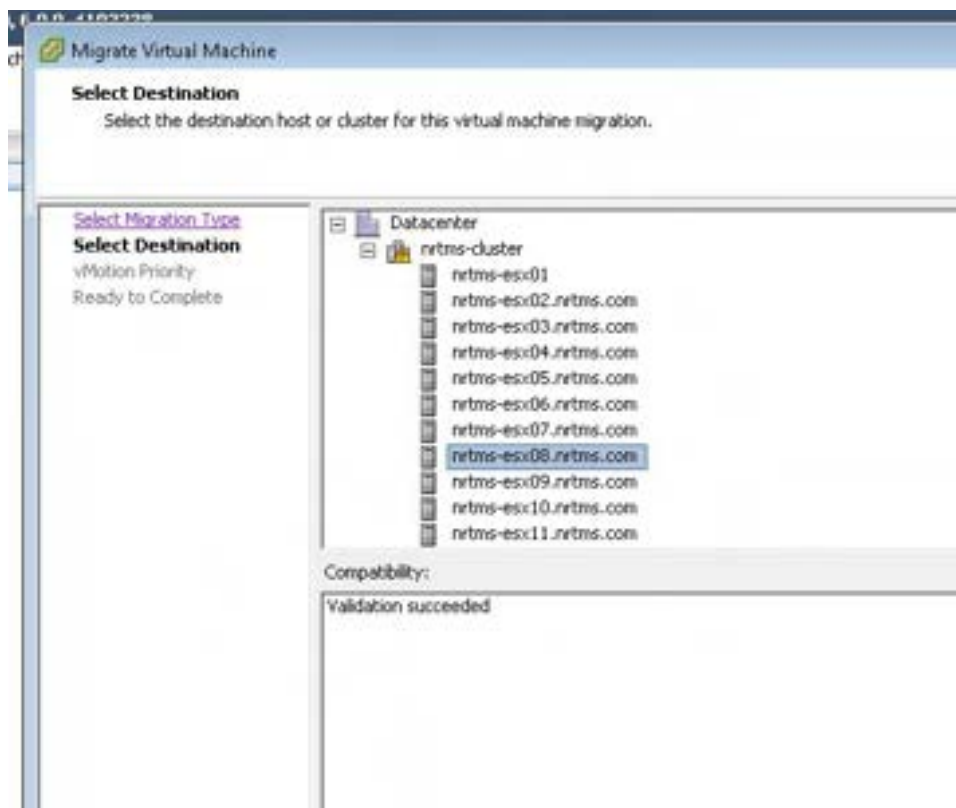 Migrate Virtual Machine
Select Destination
Select the destination host or cluster for this virtual machine migration.
Select Migration Type
Select Destination
vMotion Priority
Ready to Complete
Datacenter
nrtms-cluster
nrtms-esx01
nrtms-esx02.nrtms.com
nrtms-esx03.nrtms.com
nrtms-esx04.nrtms.com
nrtms-esx05.nrtms.com
nrtms-esx06.nrtms.com
nrtms-esx07.nrtms.com
nrtms-esx08.nrtms.com
nrtms-esx09.nrtms.com
nrtms-esx10.nrtms.com
nrtms-esx11.nrtms.com
Compatibility:
Validation succeeded